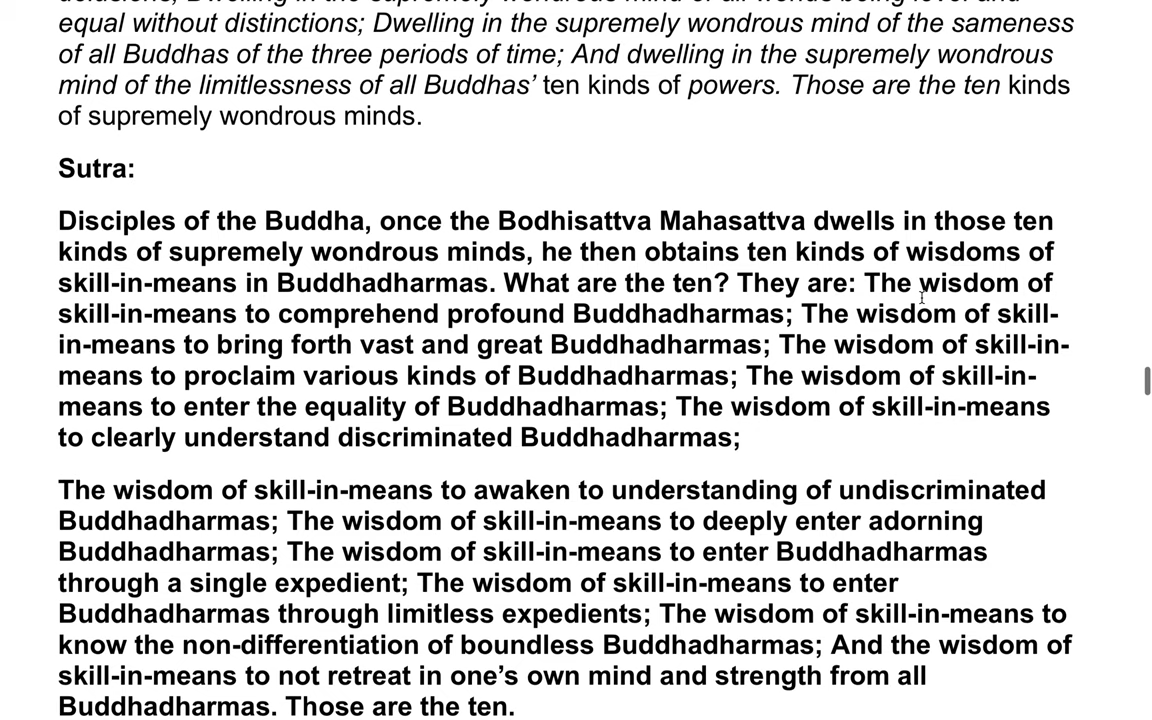 equal without distinctions; Dwelling in the supremely wondrous mind of the sameness
of all Buddhas of the three periods of time; And dwelling in the supremely wondrous
mind of the limitlessness of all Buddhas’ ten kinds of powers. Those are the ten kinds
of supremely wondrous minds.
Sutra:
Disciples of the Buddha, once the Bodhisattva Mahasattva dwells in those ten
kinds of supremely wondrous minds, he then obtains ten kinds of wisdoms of
skill-in-means in Buddhadharmas. What are the ten? They are: The wisdom of
skill-in-means to comprehend profound Buddhadharmas; The wisdom of skill-
in-means to bring forth vast and great Buddhadharmas; The wisdom of skill-in-
means to proclaim various kinds of Buddhadharmas; The wisdom of skill-in-
means to enter the equality of Buddhadharmas; The wisdom of skill-in-means
to clearly understand discriminated Buddhadharmas;
The wisdom of skill-in-means to awaken to understanding of undiscriminated
Buddhadharmas; The wisdom of skill-in-means to deeply enter adorning
Buddhadharmas; The wisdom of skill-in-means to enter Buddhadharmas
through a single expedient; The wisdom of skill-in-means to enter
Buddhadharmas through limitless expedients; The wisdom of skill-in-means to
know the non-differentiation of boundless Buddhadharmas; And the wisdom of
skill-in-means to not retreat in one’s own mind and strength from all
Buddhadharmas. Those are the ten.